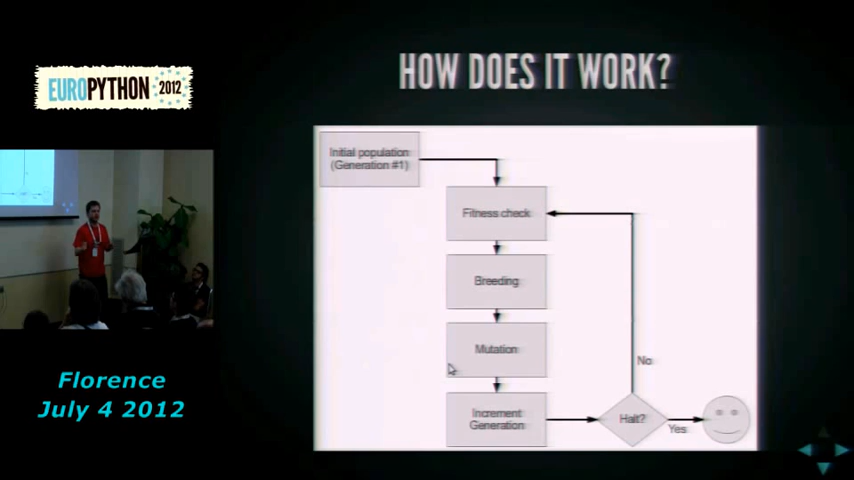 EUROPYTHON 2012
HOW DOES IT WORK?
Initial population
(Generation #1)
Fitness check
Breeding
Mutation
No
Increment
Generation
Halt?
Yes
Florence
July 4 2012